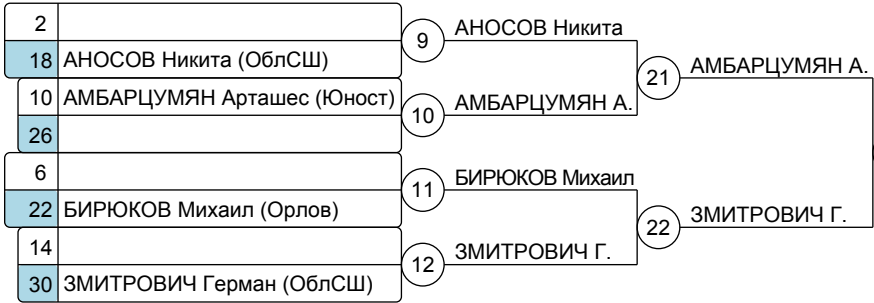 2
18 АНОСОВ Никита (ОблСШ)
9
АНОСОВ Никита
10 АМБАРЦУМЯН Арташес (Юност)
26
10
АМБАРЦУМЯН А.
21
АМБАРЦУМЯН А.
6
22 БИРЮКОВ Михаил (Орлов)
11
БИРЮКОВ Михаил
14
30 ЗМИТРОВИЧ Герман (ОблСШ)
12
ЗМИТРОВИЧ Г.
22
ЗМИТРОВИЧ Г.